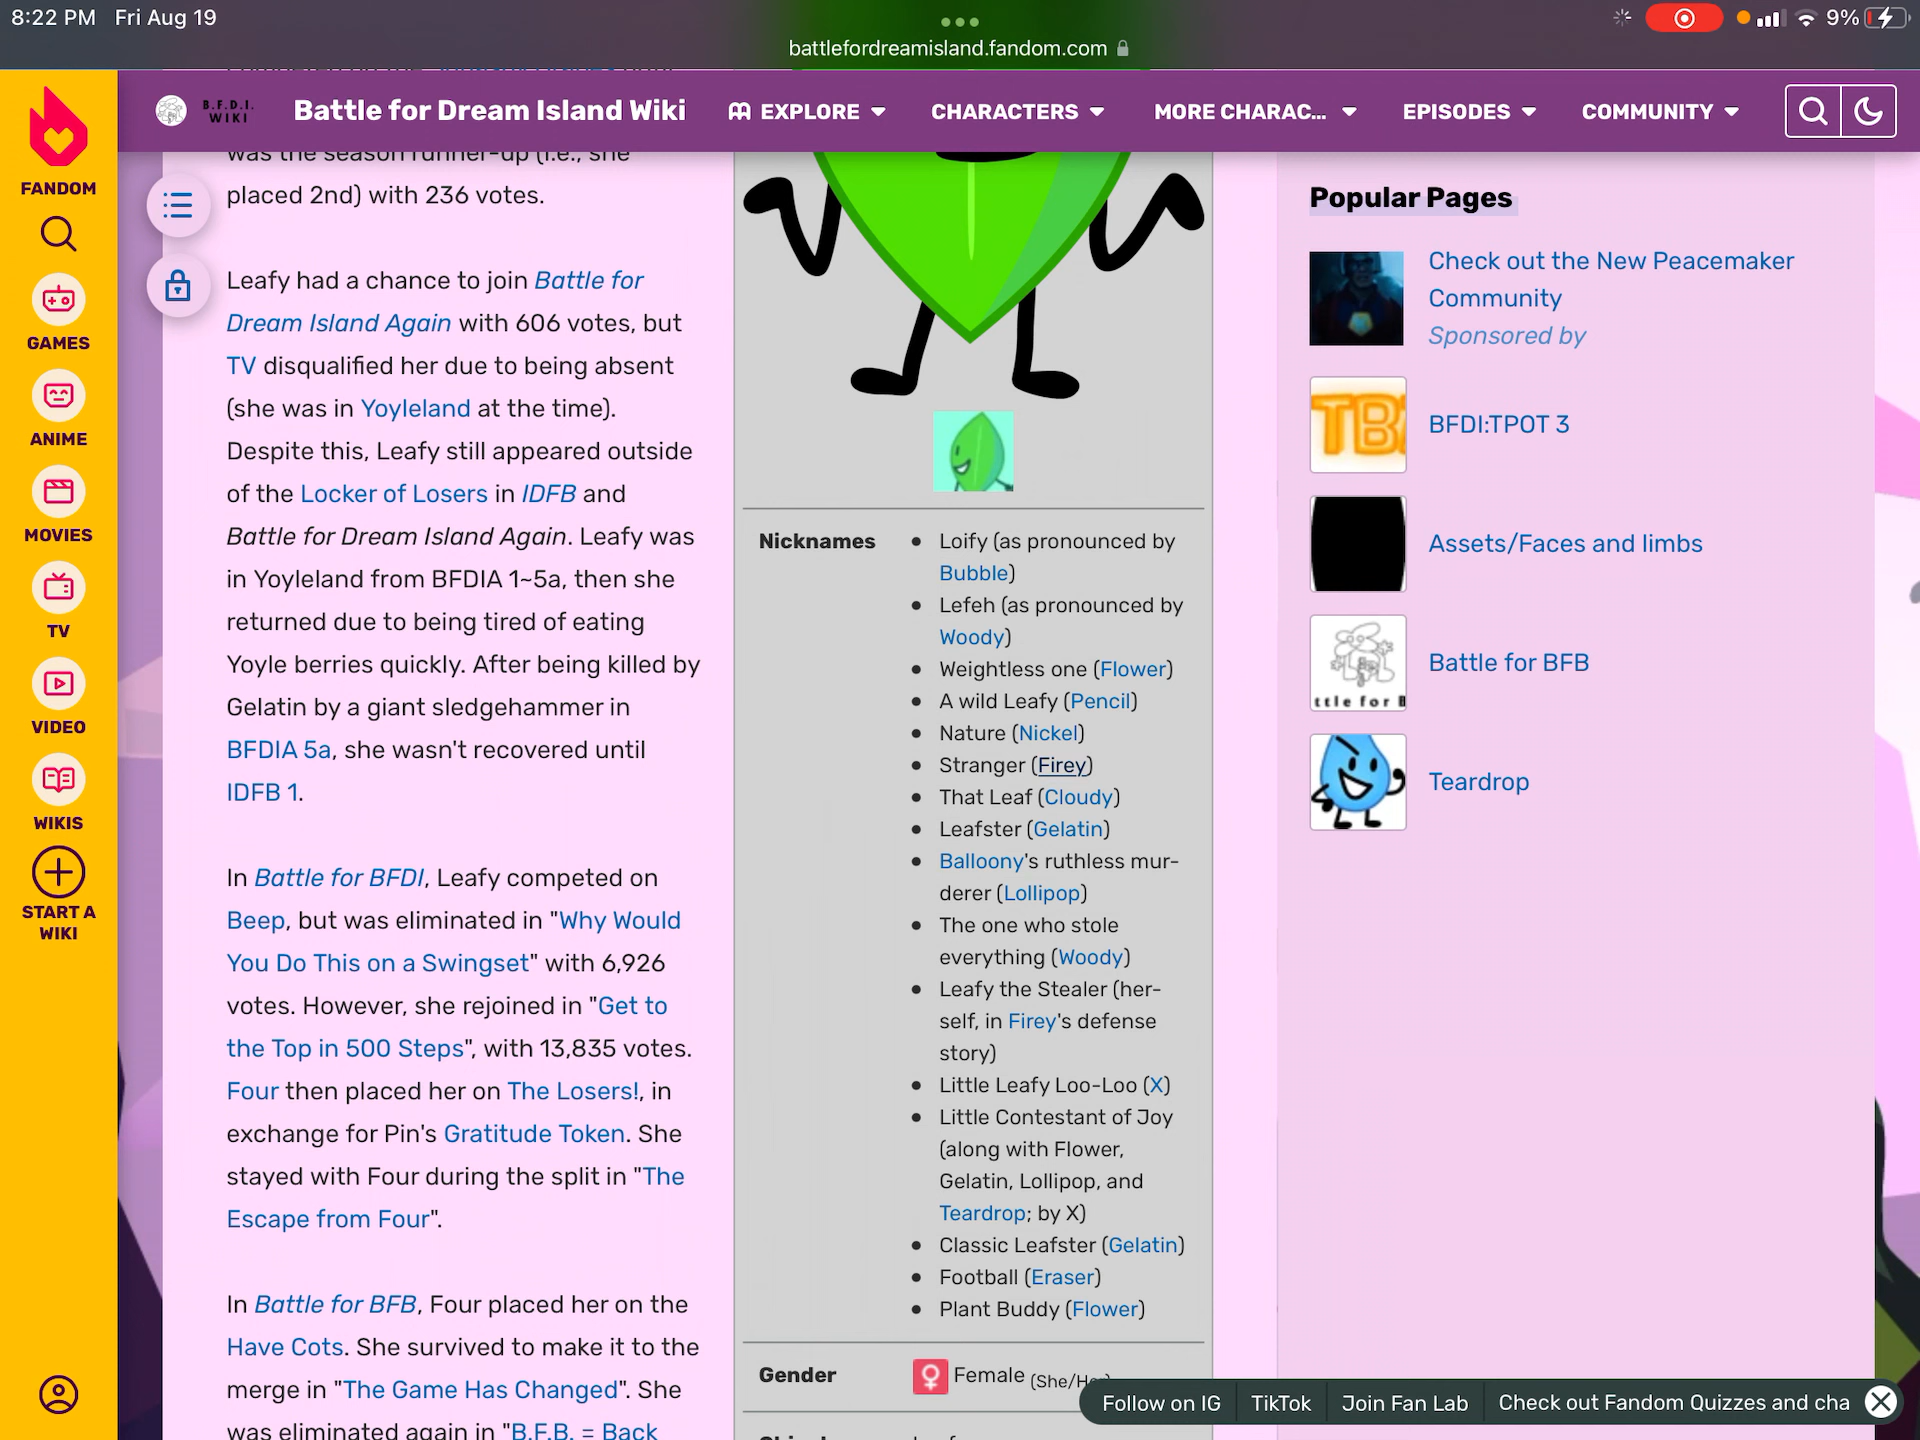 8:22 PM Fri Aug 19
9%
battlefordreamisland.fandom.com
B.F.D.I. WIKI
Battle for Dream Island Wiki
EXPLORE
CHARACTERS
MORE CHARAC...
EPISODES
COMMUNITY
FANDOM
GAMES
ANIME
MOVIES
TV
VIDEO
WIKIS
START A
WIKI
was the season runner-up (i.e., she
placed 2nd) with 236 votes.
Leafy had a chance to join Battle for
Dream Island Again with 606 votes, but
TV disqualified her due to being absent
(she was in Yoyleland at the time).
Despite this, Leafy still appeared outside
of the Locker of Losers in IDFB and
Battle for Dream Island Again. Leafy was
in Yoyleland from BFDIA 1~5a, then she
returned due to being tired of eating
Yoyle berries quickly. After being killed by
Gelatin by a giant sledgehammer in
BFDIA 5a, she wasn't recovered until
IDFB 1.
In Battle for BFDI, Leafy competed on
Beep, but was eliminated in "Why Would
You Do This on a Swingset" with 6,926
votes. However, she rejoined in "Get to
the Top in 500 Steps", with 13,835 votes.
Four then placed her on The Losers!, in
exchange for Pin's Gratitude Token. She
stayed with Four during the split in "The
Escape from Four".
In Battle for BFB, Four placed her on the
Have Cots. She survived to make it to the
merge in "The Game Has Changed". She
was eliminated again in "B.F.B. = Back
Nicknames
Loify (as pronounced by
Bubble)
Lefeh (as pronounced by
Woody)
Weightless one (Flower)
A wild Leafy (Pencil)
Nature (Nickel)
Stranger (Firey)
That Leaf (Cloudy)
Leafster (Gelatin)
Balloony's ruthless mur-
derer (Lollipop)
The one who stole
everything (Woody)
Leafy the Stealer (her-
self, in Firey's defense
story)
Little Leafy Loo-Loo (X)
Little Contestant of Joy
(along with Flower,
Gelatin, Lollipop, and
Teardrop; by X)
Classic Leafster (Gelatin)
Football (Eraser)
Plant Buddy (Flower)
Gender
Female (She/He
Popular Pages
Check out the New Peacemaker
Community
Sponsored by
BFDI:TPOT 3
Assets/Faces and limbs
Battle for BFB
ttle for B
Teardrop
Follow on IG
TikTok
Join Fan Lab
Check out Fandom Quizzes and cha